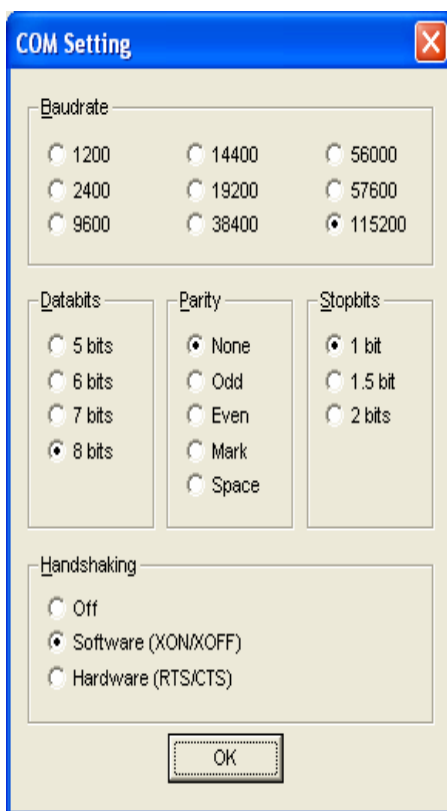 COM Setting
Baudrate
1200 14400 56000
2400 19200 57600
9600 38400 115200
Databits
5 bits
6 bits
7 bits
8 bits
Parity
None
Odd
Even
Mark
Space
Stopbits
1 bit
1.5 bit
2 bits
Handshaking
Off
Software (XON/XOFF)
Hardware (RTS/CTS)
OK